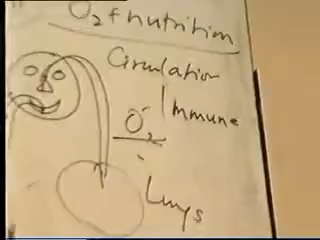 O2 f nutrition
Circulation
Immune
O2
Lungs